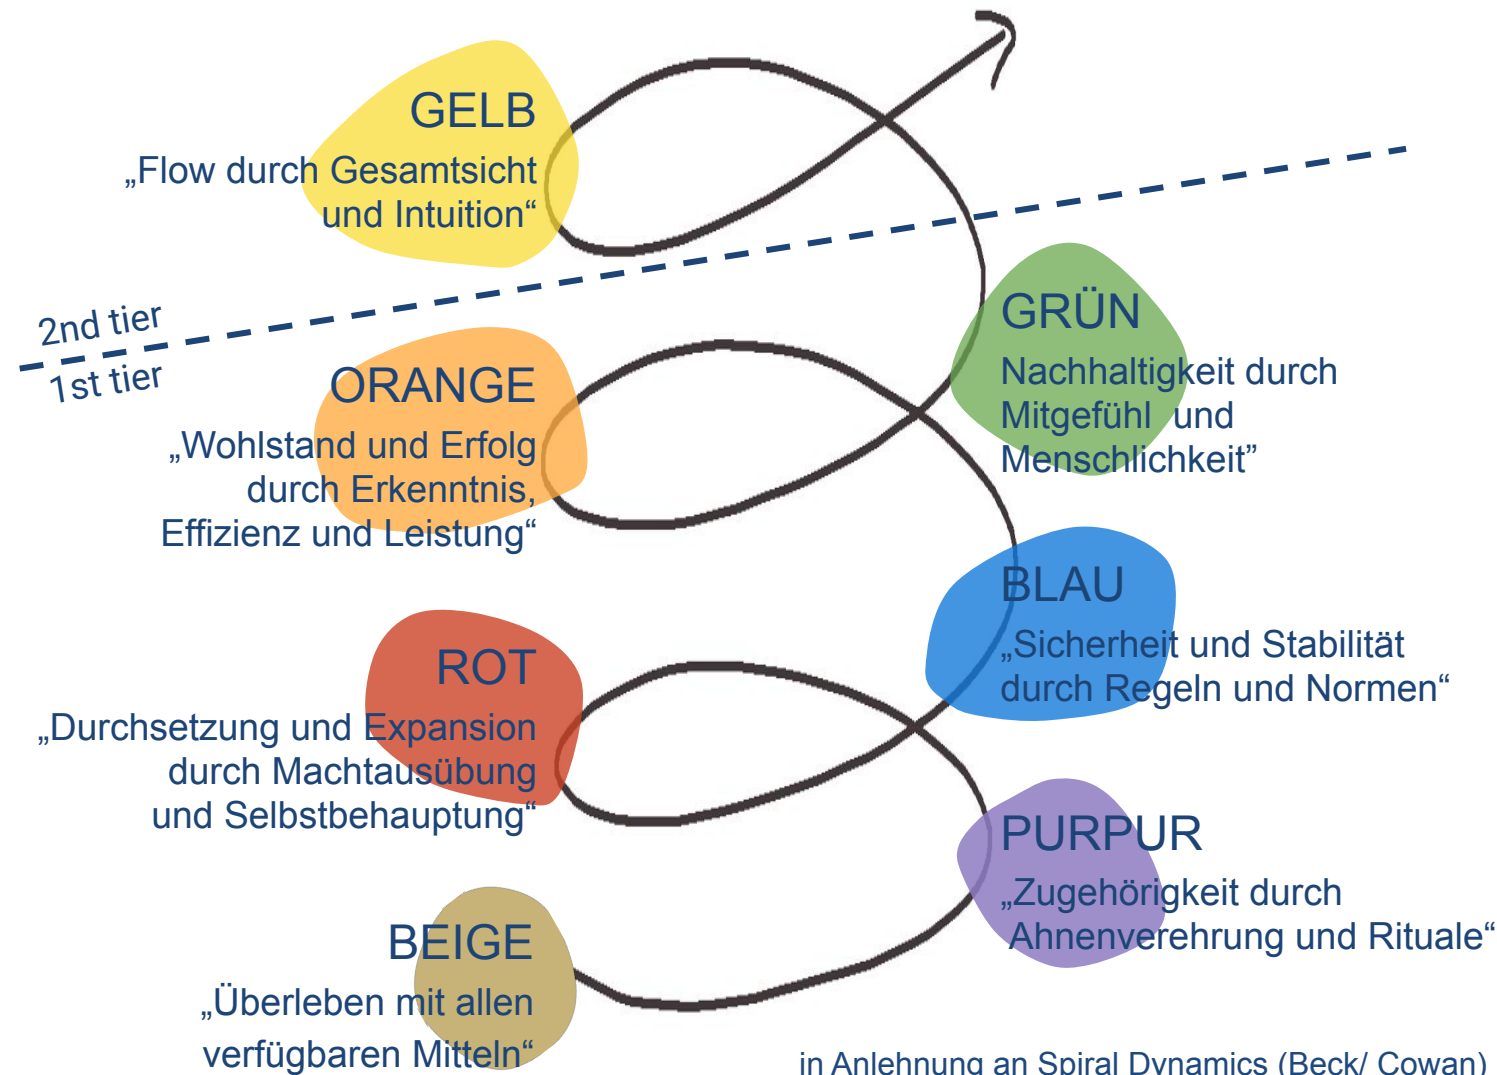 GELB
„Flow durch Gesamtsicht
und Intuition“
2nd tier
1st tier
GRÜN
Nachhaltigkeit durch
Mitgefühl  und
Menschlichkeit”
ORANGE
„Wohlstand und Erfolg
durch Erkenntnis,
Effizienz und Leistung“
BLAU
„Sicherheit und Stabilität
durch Regeln und Normen“
ROT
„Durchsetzung und Expansion
durch Machtausübung
und Selbstbehauptung“
PURPUR
„Zugehörigkeit durch
Ahnenverehrung und Rituale“
BEIGE
„Überleben mit allen
verfügbaren Mitteln“
in Anlehnung an Spiral Dynamics (Beck/ Cowan)